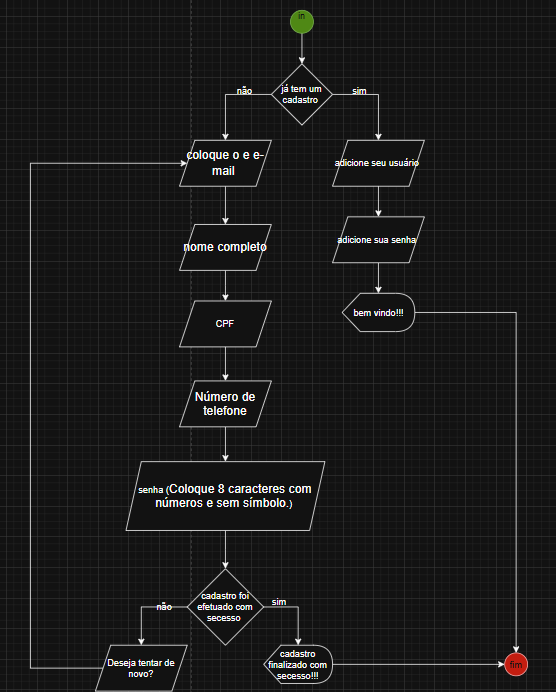 in
já tem um
cadastro
não
sim
coloque o e e-
mail
adicione seu usuário
nome completo
adicione sua senha
CPF
bem vindo!!!
Número de
telefone
senha (Coloque 8 caracteres com
números e sem símbolo.)
cadastro foi
efetuado com
secesso
não
sim
Deseja tentar de
novo?
cadastro
finalizado com
secesso!!!
fim